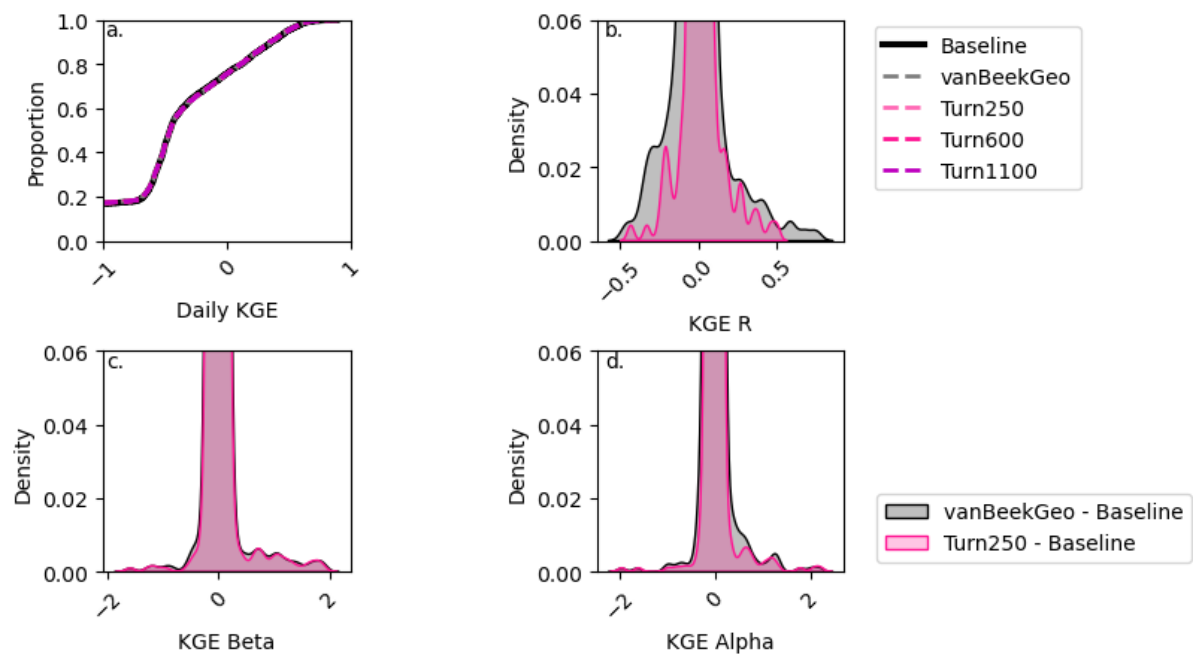 a.
1.0
0.8
0.6
0.4
0.2
0.0
Proportion
−1
0
1
Daily KGE
b.
0.06
0.04
0.02
0.00
Density
−0.5
0.0
0.5
KGE R
Baseline
vanBeekGeo
Turn250
Turn600
Turn1100
c.
0.06
0.04
0.02
0.00
Density
−2
0
2
KGE Beta
d.
0.06
0.04
0.02
0.00
Density
−2
0
2
KGE Alpha
vanBeekGeo - Baseline
Turn250 - Baseline